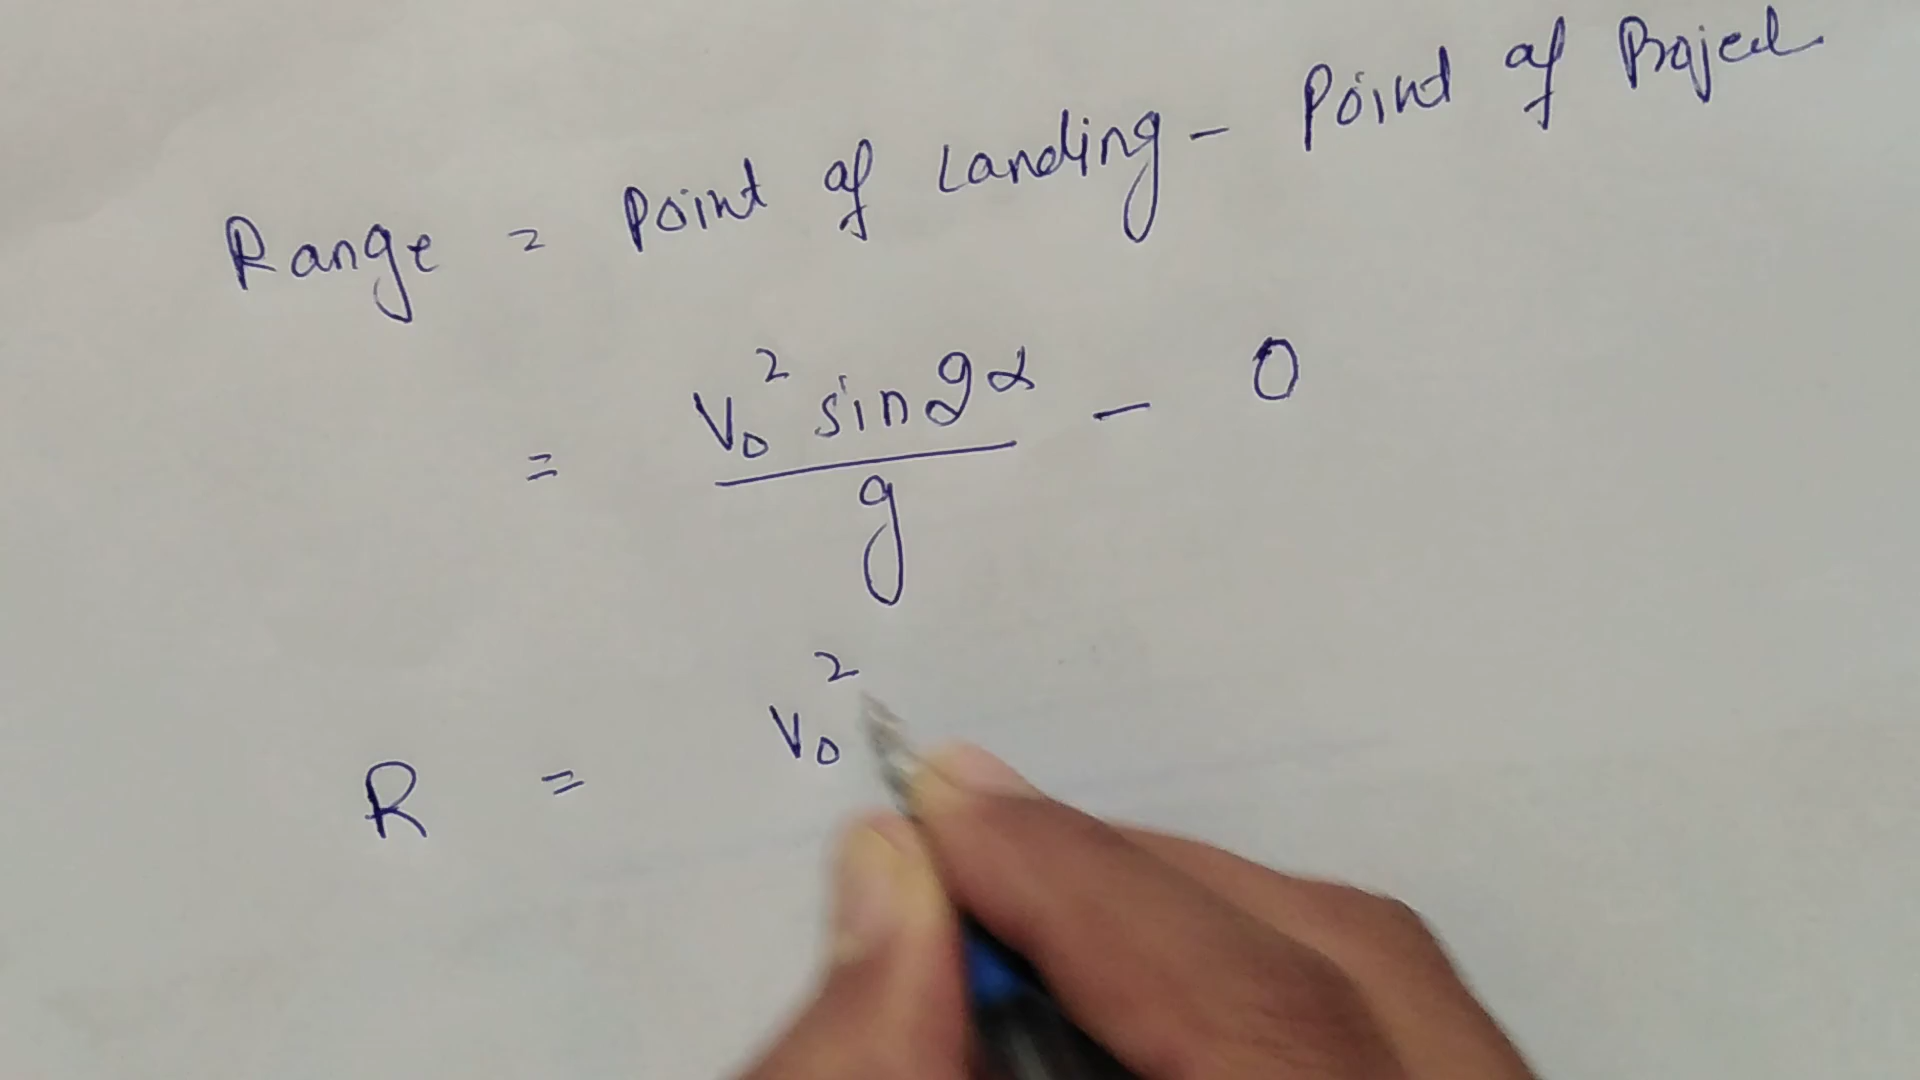 Range = Point of Landing - Point of Project
= V₀² sin2α / g - 0
R = V₀²